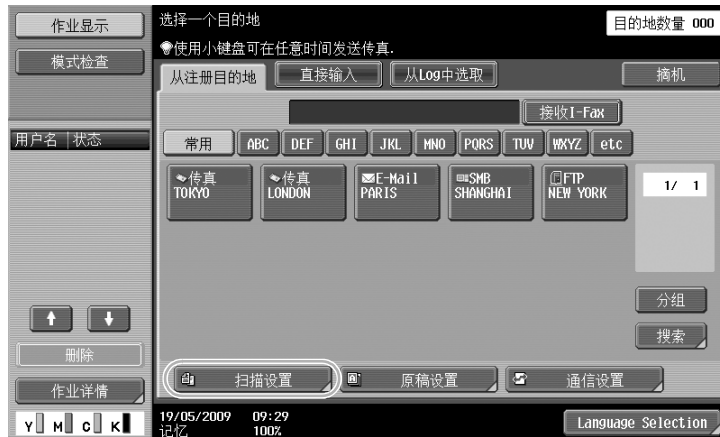 作业显示
模式检查
用户名 状态
删除
作业详情
Y M C K
选择一个目的地
目的地数量 000
使用小键盘可在任意时间发送传真.
从注册目的地 直接输入 从Log中选取 摘机
接收I-Fax
常用 ABC DEF GHI JKL MNO PQRS TUV WXYZ etc
传真 传真 E-Mail SMB FTP
TOKYO LONDON PARIS SHANGHAI NEW YORK
1/ 1
分组
搜索
扫描设置 原稿设置 通信设置
19/05/2009 09:29
记忆 100%
Language Selection